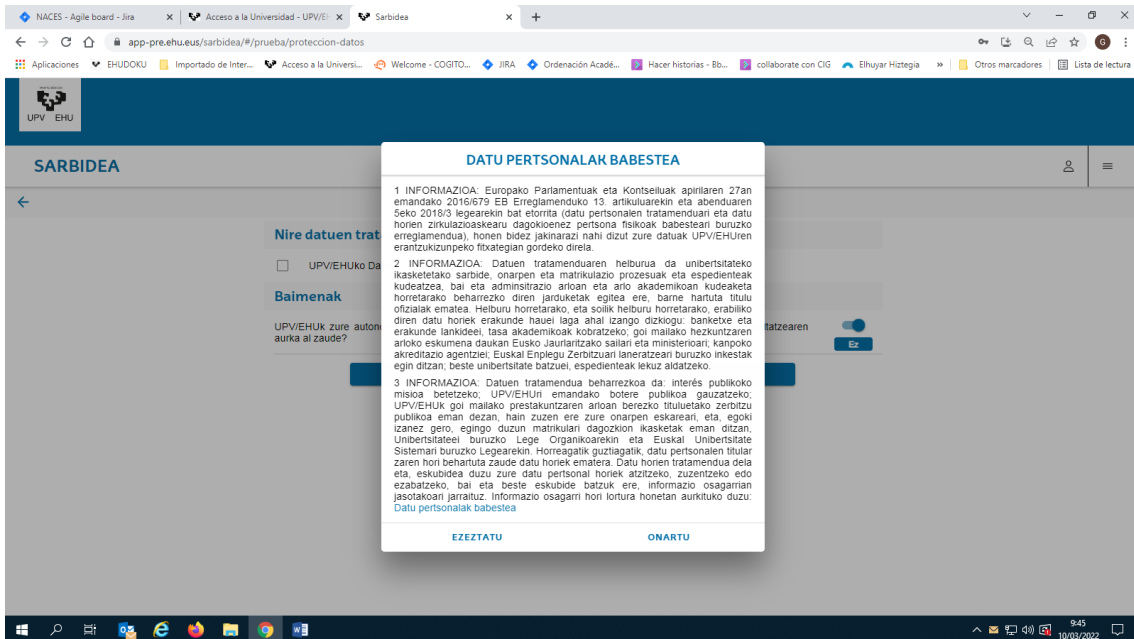 NACES - Agile board - Jira
Acceso a la Universidad - UPV/E
Sarbidea
app-pre.ehu.eus/sarbidea/#/prueba/proteccion-datos
G
Aplicaciones
EHUDOKU
Importado de Inter...
Acceso a la Universi...
Welcome - COGITO...
JIRA
Ordenación Acadé...
Hacer historias - Bb...
collaborate con CIG
Elhuyar Hiztegia
»
Otros marcadores
Lista de lectura
UPV EHU
SARBIDEA
DATU PERTSONALAK BABESTEA
1 INFORMAZIOA: Europako Parlamentuak eta Kontseiluak apirilaren 27an
emandako 2016/679 EB Erreglamenduko 13. artikuluarekin eta abenduaren
5eko 2018/3 legearekin bat etorrita (datu pertsonalen tratamenduari eta datu
horien zirkulazioaskearu dagokioenez pertsona fisikoak babesteari buruzko
erreglamendua), honen bidez jakinarazi nahi dizut zure datuak UPV/EHUren
erantzukizunpeko fitxategian gordeko direla.
2 INFORMAZIOA: Datuen tratamenduaren helburua da unibertsitateko
ikasketetako sarbide, onarpen eta matrikulazio prozesuak eta espedienteak
kudeatzea, bai eta adminsitrazio arloan eta arlo akademikoan kudeaketa
horretarako beharrezko diren jarduketak egitea ere, barne hartuta titulu
ofizialak ematea. Helburu horretarako, eta soilik helburu horretarako, erabiliko
diren datu horiek erakunde hauei laga ahal izango dizkiogu: banketxe eta
erakunde lankideei, tasa akademikoak kobratzeko; goi mailako hezkuntzaren
arloko eskumena daukan Eusko Jaurlaritzako sailari eta ministerioari; kanpoko
akreditazio agentziei; Euskal Enplegu Zerbitzuari laneratzeari buruzko inkestak
egin ditzan; beste unibertsitate batzuei, espedienteak lekuz aldatzeko.
3 INFORMAZIOA: Datuen tratamendua beharrezkoa da: interés publikoko
misioa betetzeko; UPV/EHUri emandako botere publikoa gauzatzeko;
UPV/EHUk goi mailako prestakuntzaren arloan berezko tituluetako zerbitzu
publikoa eman dezan, hain zuzen ere zure onarpen eskareari, eta, egoki
izanez gero, egingo duzun matrikulari dagozkion ikasketak eman ditzan,
Unibertsitateei buruzko Lege Organikoarekin eta Euskal Unibertsitate
Sistemari buruzko Legearekin. Horreagatik guztiagatik, datu pertsonalen titular
zaren hori behartuta zaude datu horiek ematera. Datu horien tratamendua dela
eta, eskubidea duzu zure datu pertsonal horiek atzitzeko, zuzentzeko edo
ezabatzeko, bai eta beste eskubide batzuk ere, informazio osagarrian
jasotakoari jarraituz. Informazio osagarri hori lortura honetan aurkituko duzu:
Datu pertsonalak babestea
EZEZTATU
ONARTU
Nire datuen trat
UPV/EHUko Da
Baimenak
UPV/EHUk zure auton
tatzearen
aurka al zaude?
Ez
9:45
10/03/2022